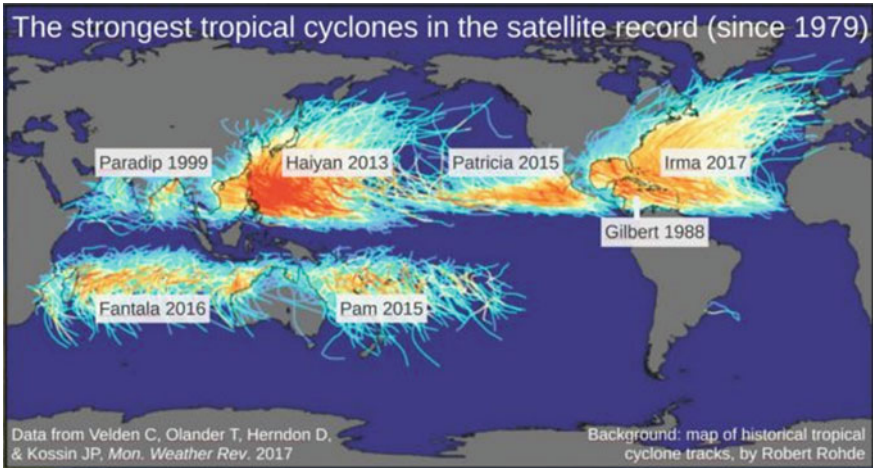 The strongest tropical cyclones in the satellite record (since 1979)
Paradip 1999
Haiyan 2013
Patricia 2015
Irma 2017
Gilbert 1988
Fantala 2016
Pam 2015
Data from Velden C, Olander T, Herndon D,
& Kossin JP, Mon. Weather Rev. 2017
Background: map of historical tropical
cyclone tracks, by Robert Rohde